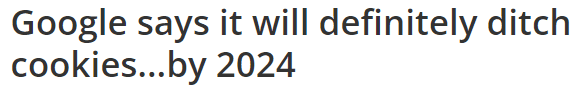 Google says it will definitely ditch
cookies...by 2024